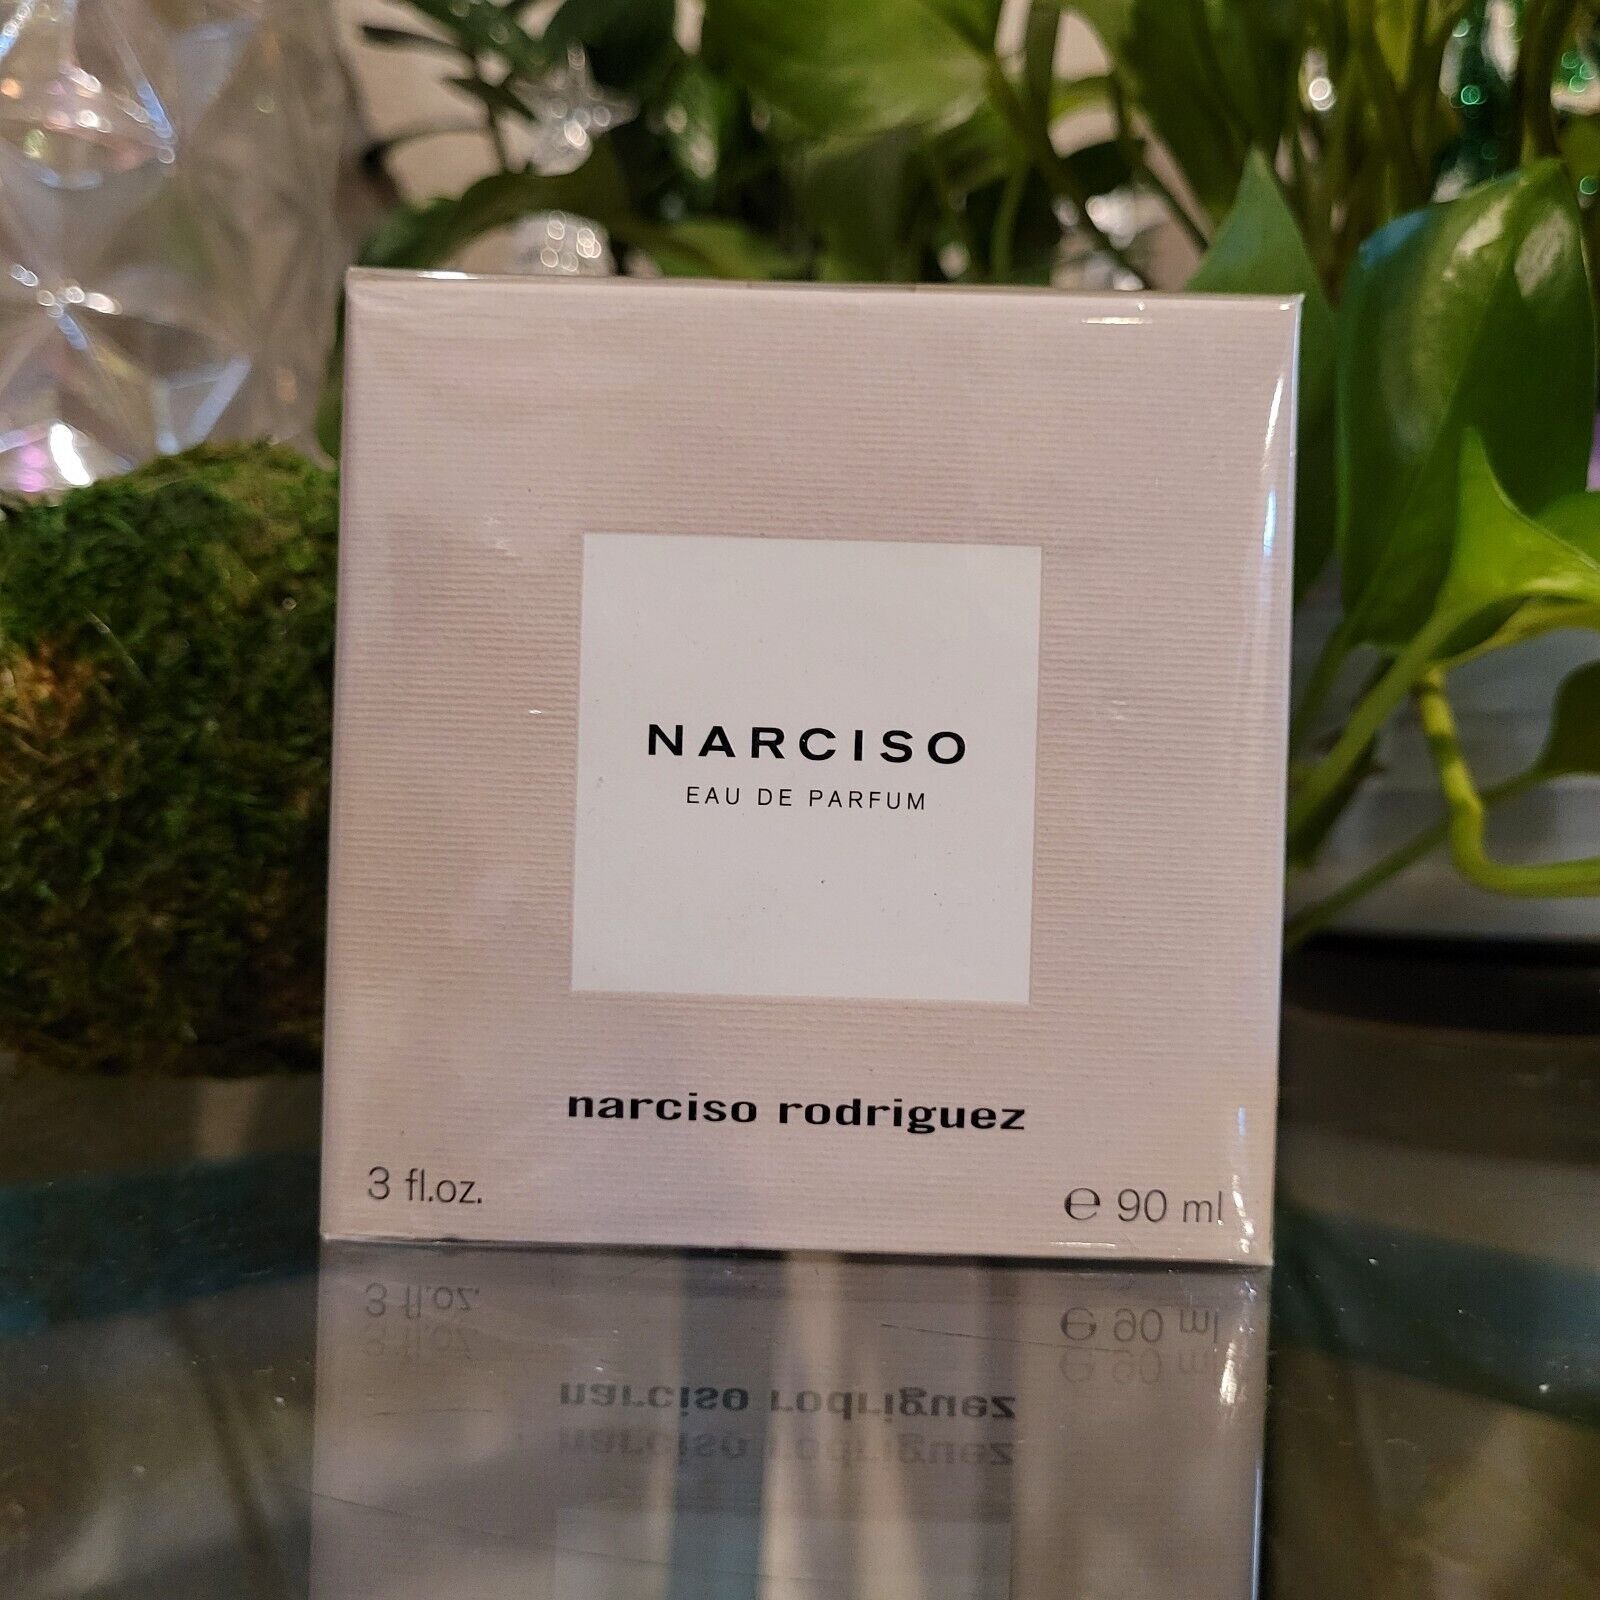 NARCISO
EAU DE PARFUM
narciso rodriguez
3 fl.oz.
℮ 90 ml